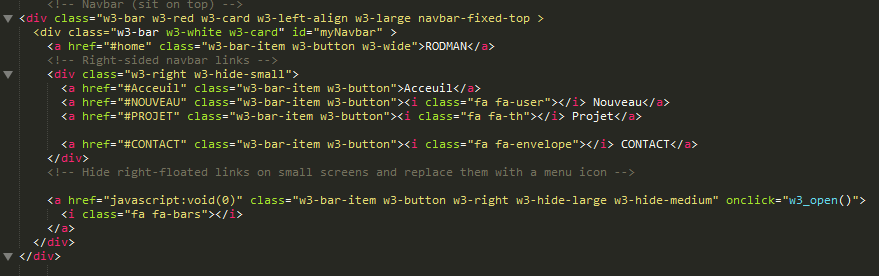 <!-- Navbar (sit on top) -->
<div class="w3-bar w3-red w3-card w3-left-align w3-large navbar-fixed-top >
<div class="w3-bar w3-white w3-card" id="myNavbar" >
<a href="#home" class="w3-bar-item w3-button w3-wide">RODMAN</a>
<!-- Right-sided navbar links -->
<div class="w3-right w3-hide-small">
<a href="#Acceuil" class="w3-bar-item w3-button">Acceuil</a>
<a href="#NOUVEAU" class="w3-bar-item w3-button"><i class="fa fa-user"></i> Nouveau</a>
<a href="#PROJET" class="w3-bar-item w3-button"><i class="fa fa-th"></i> Projet</a>
<a href="#CONTACT" class="w3-bar-item w3-button"><i class="fa fa-envelope"></i> CONTACT</a>
</div>
<!-- Hide right-floated links on small screens and replace them with a menu icon -->
<a href="javascript:void(0)" class="w3-bar-item w3-button w3-right w3-hide-large w3-hide-medium" onclick="w3_open()">
<i class="fa fa-bars"></i>
</a>
</div>
</div>